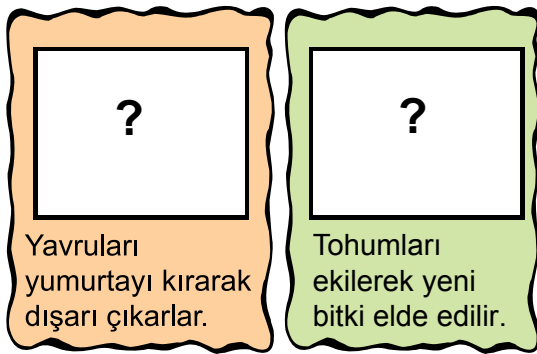 ?
Yavruları
yumurtayı kırarak
dışarı çıkarlar.
?
Tohumları
ekilerek yeni
bitki elde edilir.